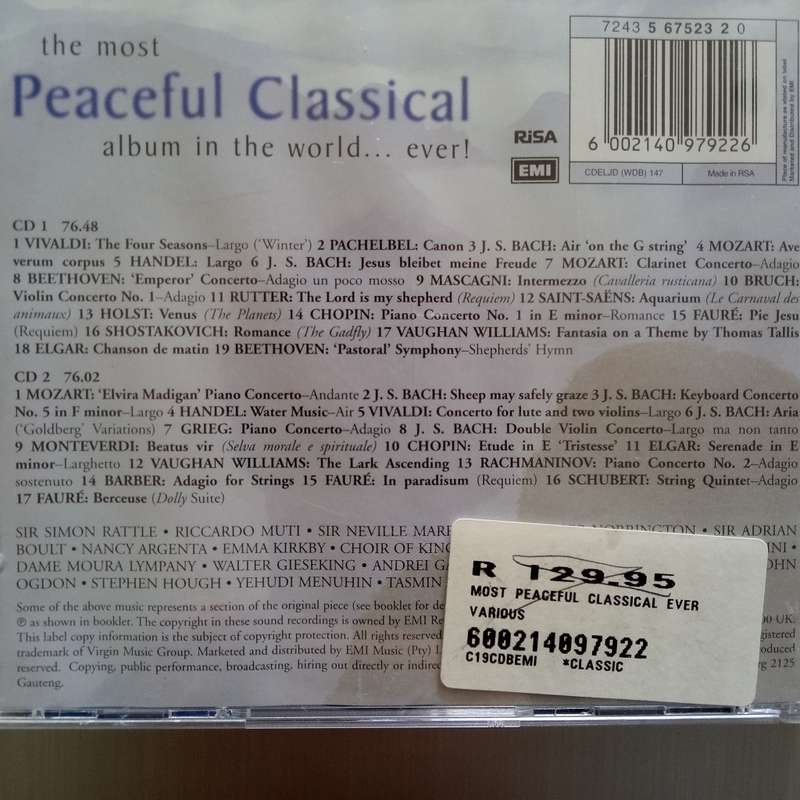 the most
Peaceful Classical
album in the world... ever!
7243 5 67523 2 0
RiSA
EMI
6 002140 979226
CDELJD (WDB) 147
Made in RSA
Place of manufacture as stated on label
Marketed and Distributed by EMI
CD 1 76.48
1 VIVALDI: The Four Seasons–Largo (‘Winter’) 2 PACHELBEL: Canon 3 J. S. BACH: Air ‘on the G string’ 4 MOZART: Ave
verum corpus 5 HANDEL: Largo 6 J. S. BACH: Jesus bleibet meine Freude 7 MOZART: Clarinet Concerto–Adagio
8 BEETHOVEN: ‘Emperor’ Concerto–Adagio un poco mosso 9 MASCAGNI: Intermezzo (Cavalleria rusticana) 10 BRUCH:
Violin Concerto No. 1–Adagio 11 RUTTER: The Lord is my shepherd (Requiem) 12 SAINT-SAËNS: Aquarium (Le Carnaval des
animaux) 13 HOLST: Venus (The Planets) 14 CHOPIN: Piano Concerto No. 1 in E minor–Romance 15 FAURÉ: Pie Jesu
(Requiem) 16 SHOSTAKOVICH: Romance (The Gadfly) 17 VAUGHAN WILLIAMS: Fantasia on a Theme by Thomas Tallis
18 ELGAR: Chanson de matin 19 BEETHOVEN: ‘Pastoral’ Symphony–Shepherds’ Hymn
CD 2 76.02
1 MOZART: ‘Elvira Madigan’ Piano Concerto–Andante 2 J. S. BACH: Sheep may safely graze 3 J. S. BACH: Keyboard Concerto
No. 5 in F minor–Largo 4 HANDEL: Water Music–Air 5 VIVALDI: Concerto for lute and two violins–Largo 6 J. S. BACH: Aria
(‘Goldberg’ Variations) 7 GRIEG: Piano Concerto–Adagio 8 J. S. BACH: Double Violin Concerto–Largo ma non tanto
9 MONTEVERDI: Beatus vir (Selva morale e spirituale) 10 CHOPIN: Etude in E ‘Tristesse’ 11 ELGAR: Serenade in E
minor–Larghetto 12 VAUGHAN WILLIAMS: The Lark Ascending 13 RACHMANINOV: Piano Concerto No. 2–Adagio
sostenuto 14 BARBER: Adagio for Strings 15 FAURÉ: In paradisum (Requiem) 16 SCHUBERT: String Quintet–Adagio
17 FAURÉ: Berceuse (Dolly Suite)
SIR SIMON RATTLE • RICCARDO MUTI • SIR NEVILLE NORRINGTON • SIR ADRIAN
BOULT • NANCY ARGENTA • EMMA KIRKBY • CHOIR OF
DAME MOURA LYMPANY • WALTER GIESEKING • ANDREI
OGDON • STEPHEN HOUGH • YEHUDI MENUHIN •
Some of the above music represents a section of the original piece (see booklet for
℗ as shown in booklet. The copyright in these sound recordings is owned by EMI UK.
This label copy information is the subject of copyright protection. All rights reserved
trademark of Virgin Music Group. Marketed and distributed by EMI Music (Pty)
reserved. Copying, public performance, broadcasting, hiring out directly or 2125
Gauteng.
R 129.95
MOST PEACEFUL CLASSICAL EVER
VARIOUS
600214097922
C19CDBEMI *CLASSIC